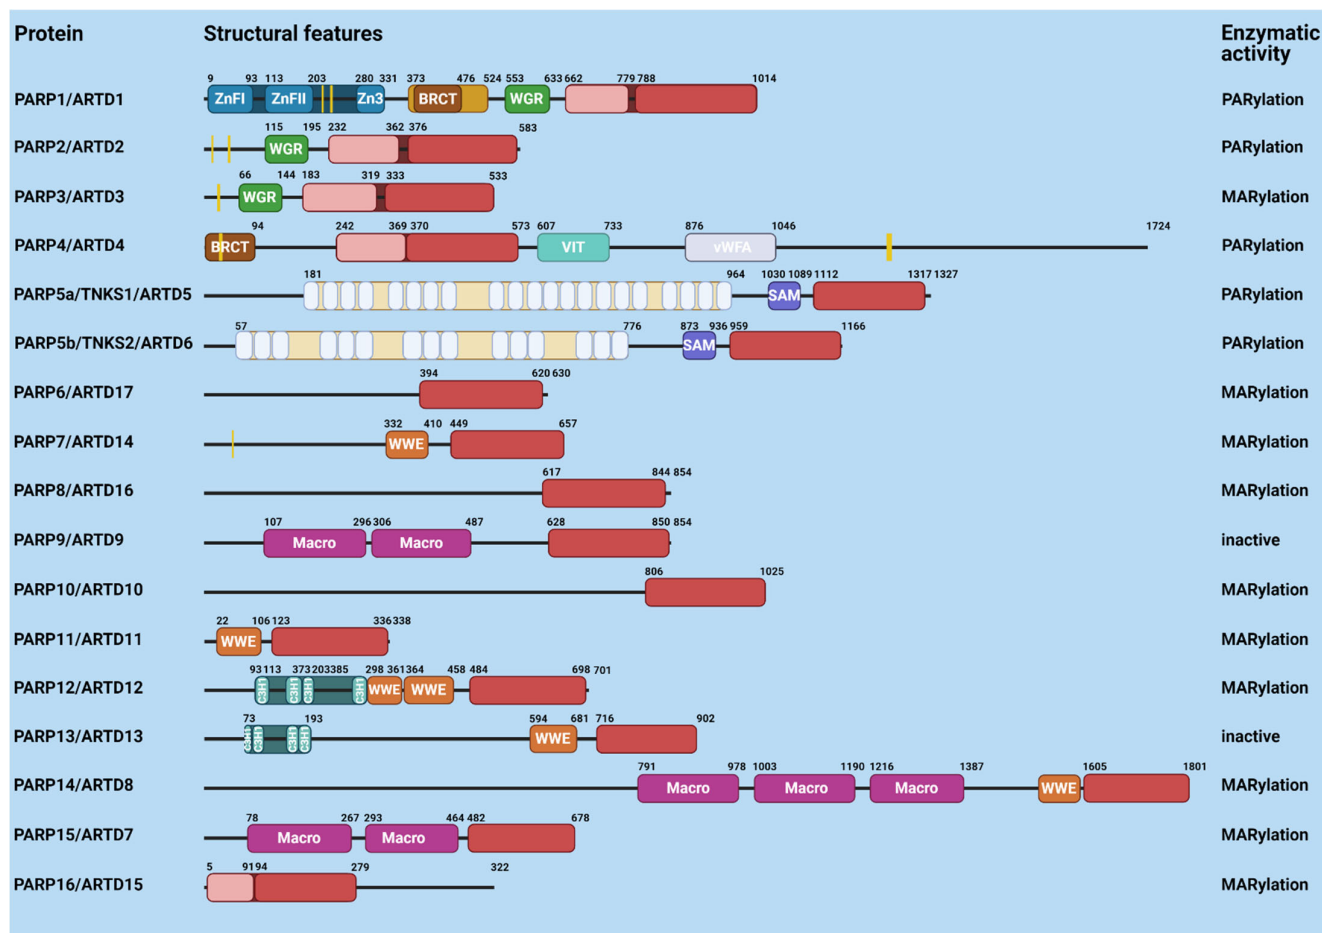 Protein Structural features Enzymatic activity
9 93 113 203 280 331 373 476 524 553 633 662 779 788 1014
PARP1/ARTD1 ZnFI ZnFII Zn3 BRCT WGR PARylation
115 195 232 362 376 583
PARP2/ARTD2 WGR PARylation
66 144 183 319 333 533
PARP3/ARTD3 WGR MARylation
94 242 369 370 573 607 733 876 1046 1724
PARP4/ARTD4 BRCT VIT vWFA PARylation
181 964 1030 1089 1112 1317 1327
PARP5a/TNKS1/ARTD5 SAM PARylation
57 776 873 936 959 1166
PARP5b/TNKS2/ARTD6 SAM PARylation
394 620 630
PARP6/ARTD17 MARylation
332 410 449 657
PARP7/ARTD14 WWE MARylation
617 844 854
PARP8/ARTD16 MARylation
107 296 306 487 628 850 854
PARP9/ARTD9 Macro Macro inactive
806 1025
PARP10/ARTD10 MARylation
22 106 123 336 338
PARP11/ARTD11 WWE MARylation
93 113 373 203 385 298 361 364 458 484 698 701
PARP12/ARTD12 C3H1 C3H1 C3H1 C3H1 WWE WWE MARylation
73 193 594 681 716 902
PARP13/ARTD13 C3H1 C3H1 C3H1 C3H1 WWE inactive
791 978 1003 1190 1216 1387 1605 1801
PARP14/ARTD8 Macro Macro Macro WWE MARylation
78 267 293 464 482 678
PARP15/ARTD7 Macro Macro MARylation
5 91 94 279 322
PARP16/ARTD15 MARylation